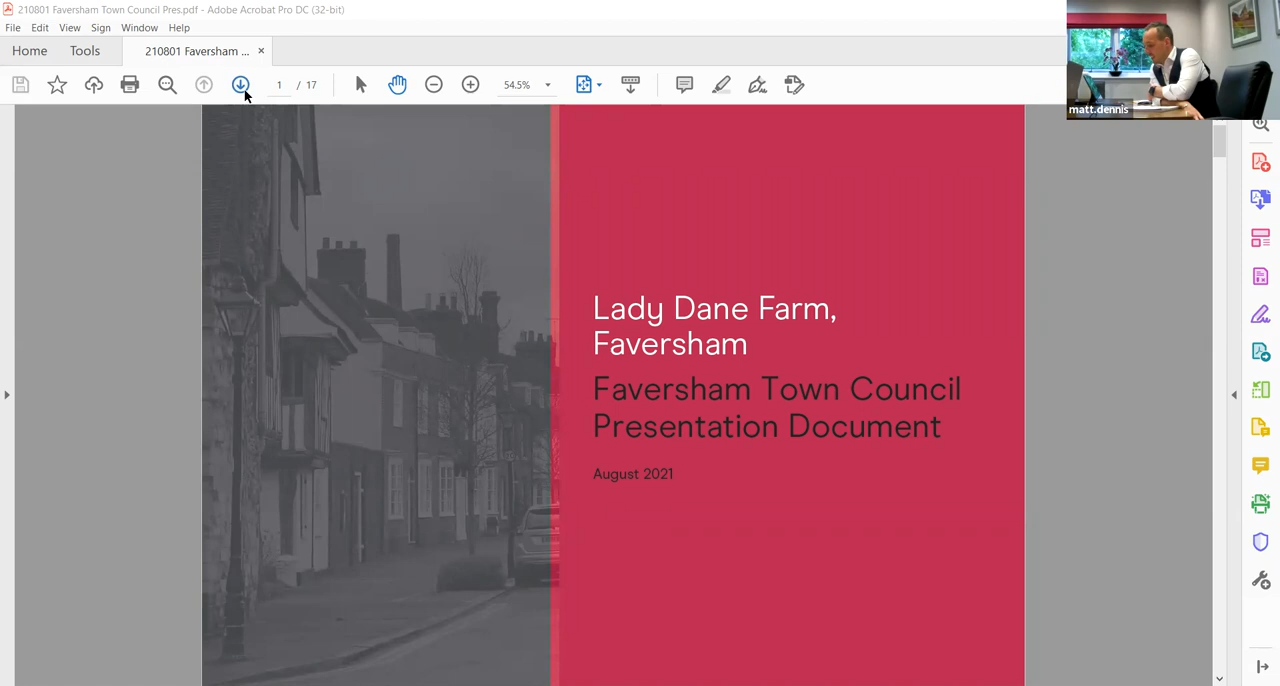 210801 Faversham Town Council Pres.pdf - Adobe Acrobat Pro DC (32-bit)
File Edit View Sign Window Help
Home Tools 210801 Faversham ... ×
1 / 17 54.5%
matt.dennis
Lady Dane Farm,
Faversham
Faversham Town Council
Presentation Document
August 2021